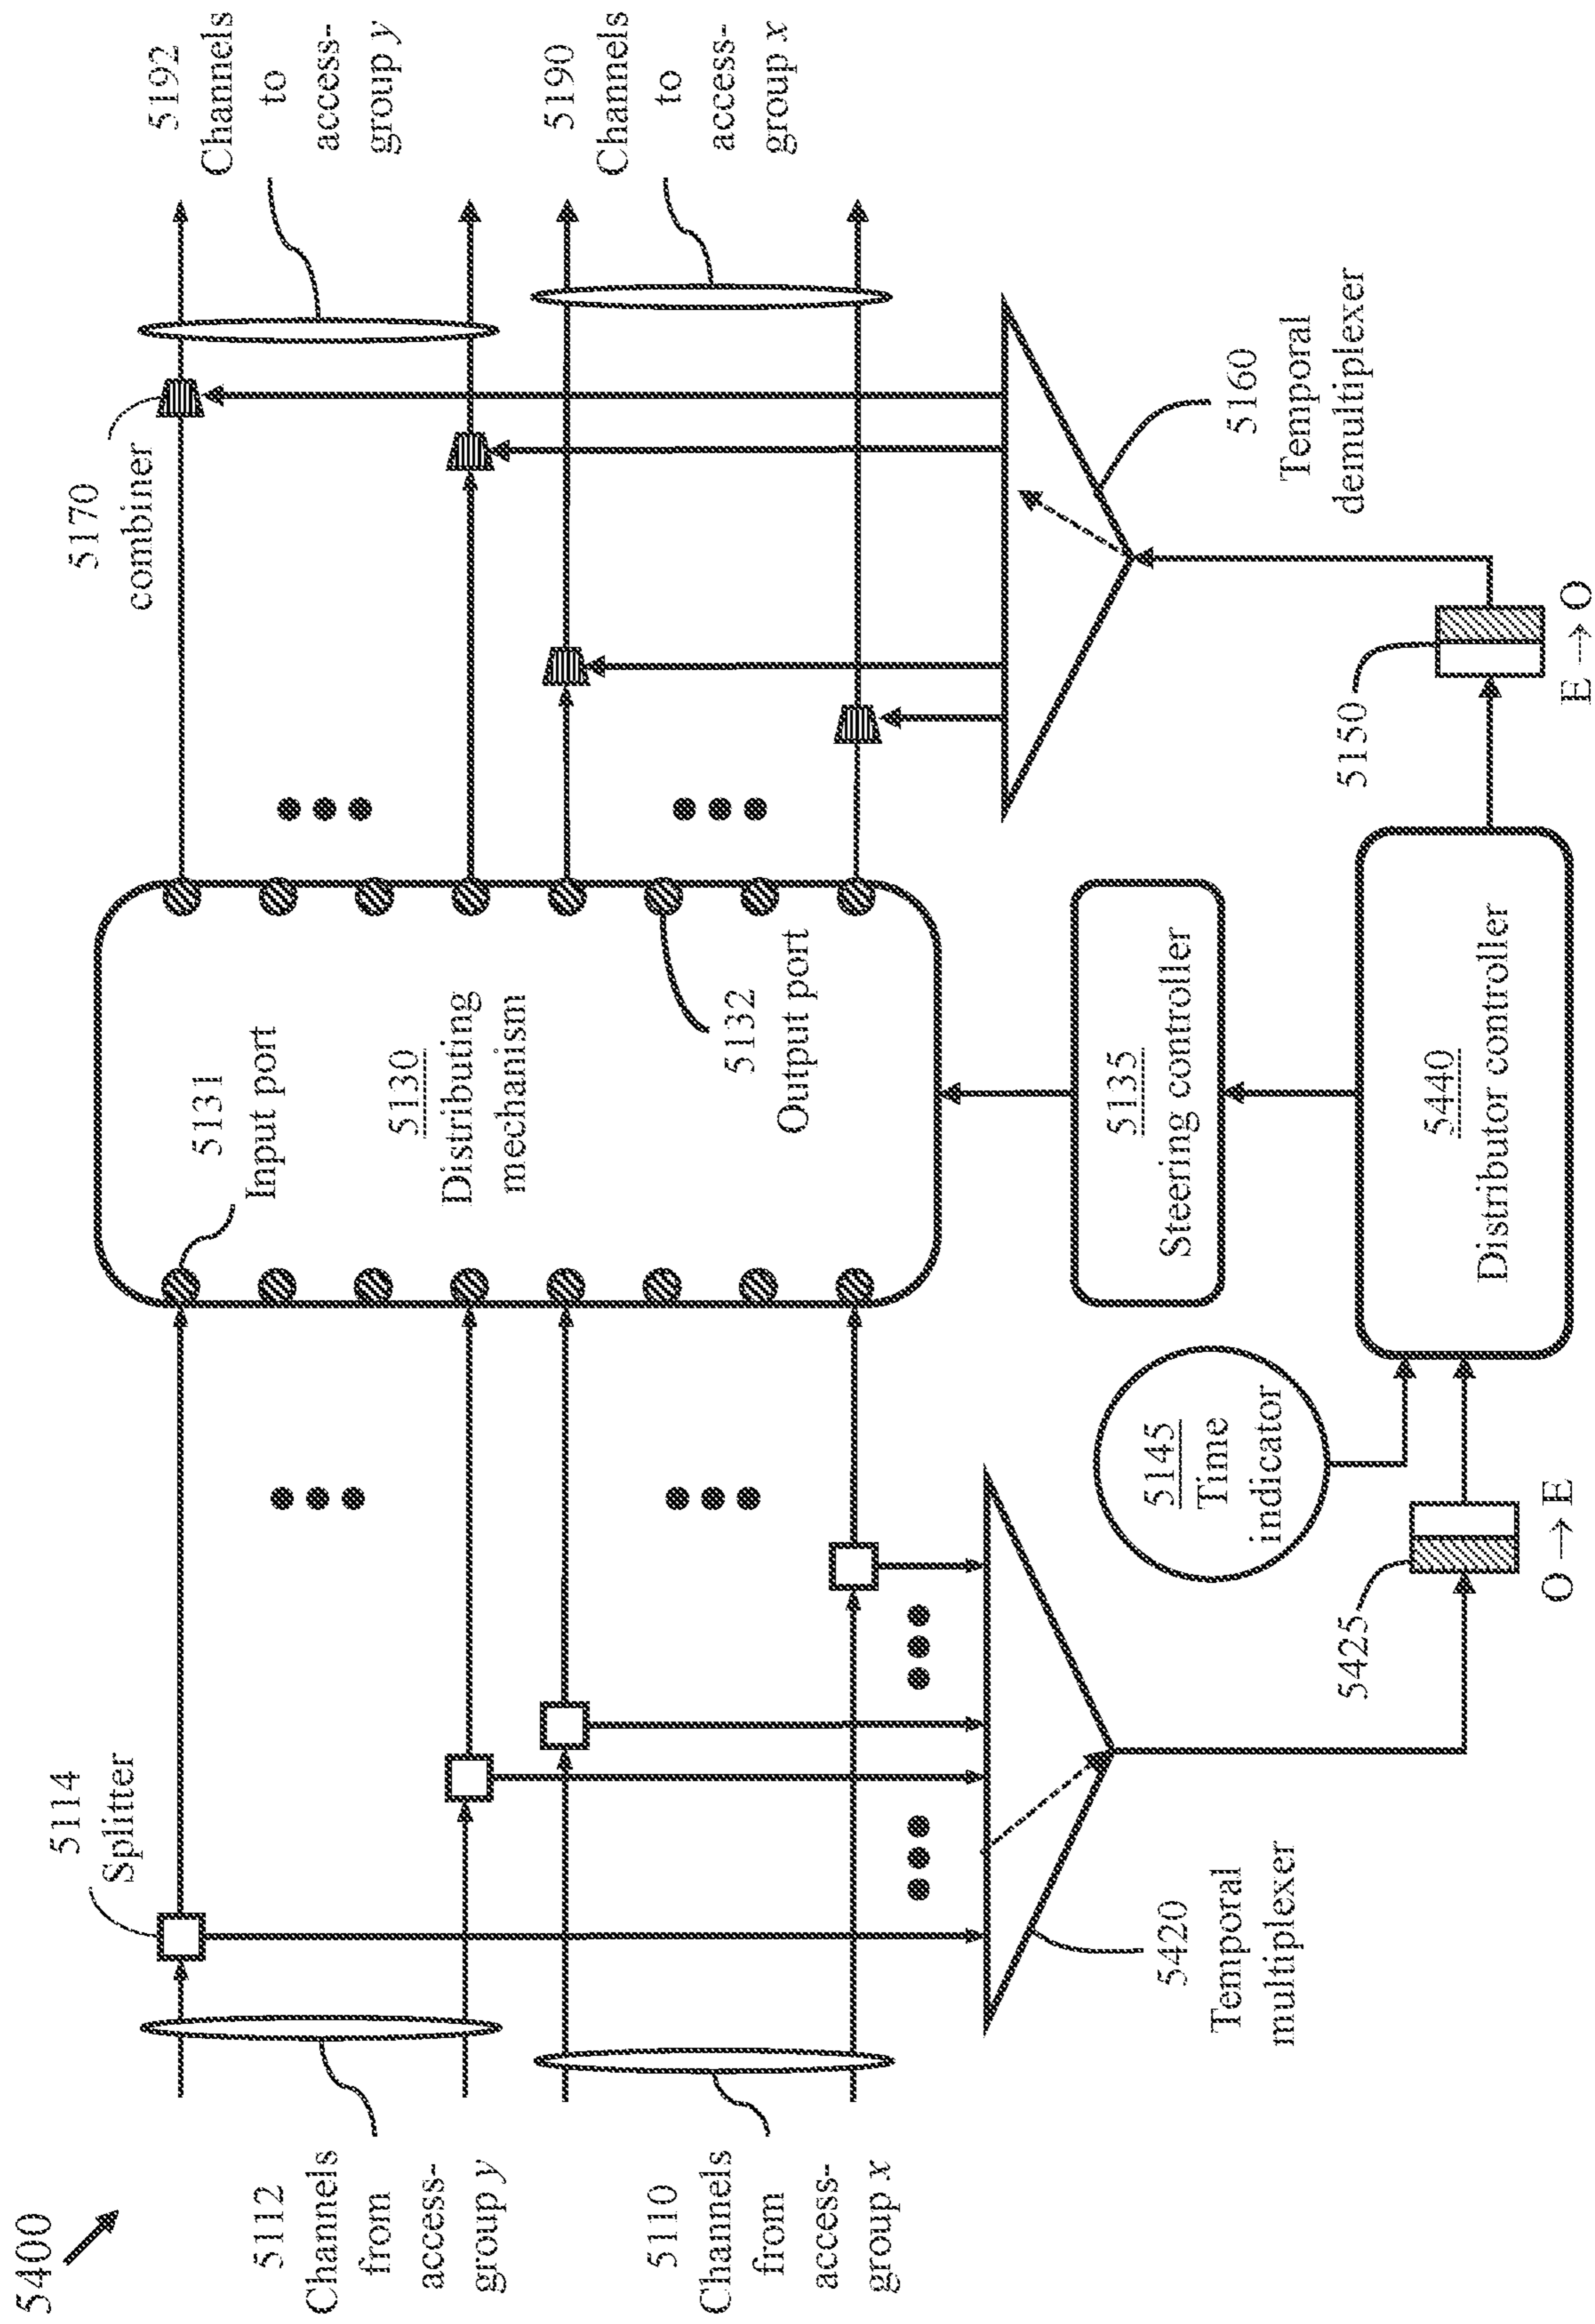 5400
5112
Channels
from
access-
group y
5110
Channels
from
access-
group x
5114
Splitter
5420
Temporal
multiplexer
5425
O → E
5145
Time
indicator
5131
Input port
5130
Distributing
mechanism
5132
Output port
5135
Steering controller
5440
Distributor controller
5150
E → O
5160
Temporal
demultiplexer
5170
combiner
5192
Channels
to
access-
group y
5190
Channels
to
access-
group x